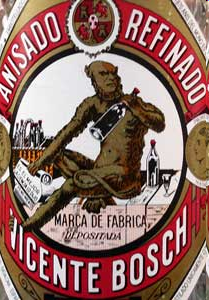 ANISADO REFINADO
MARCA DE FABRICA
DEPOSITADA
VICENTE BOSCH